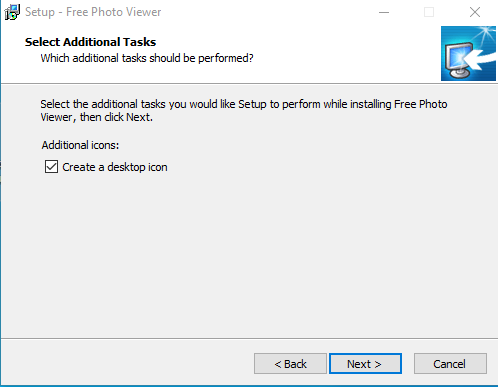 Setup - Free Photo Viewer
Select Additional Tasks
Which additional tasks should be performed?
Select the additional tasks you would like Setup to perform while installing Free Photo
Viewer, then click Next.
Additional icons:
Create a desktop icon
< Back
Next >
Cancel